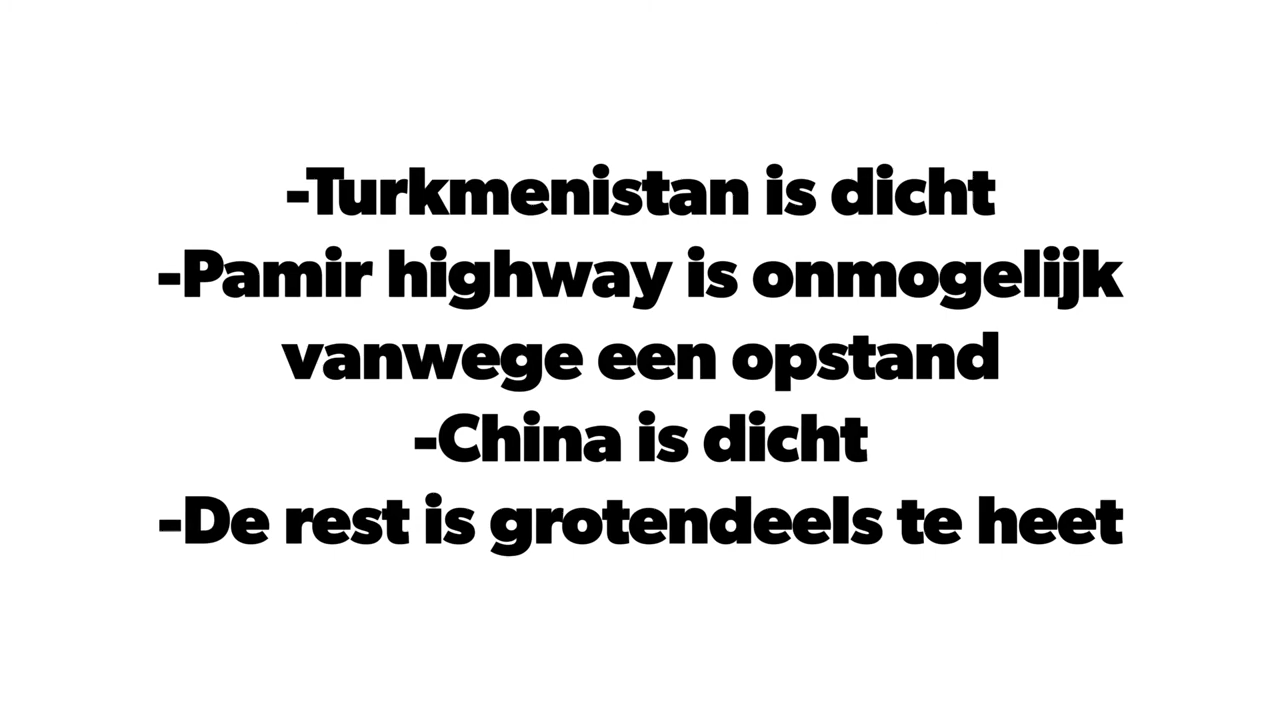 -Turkmenistan is dicht
-Pamir highway is onmogelijk
vanwege een opstand
-China is dicht
-De rest is grotendeels te heet